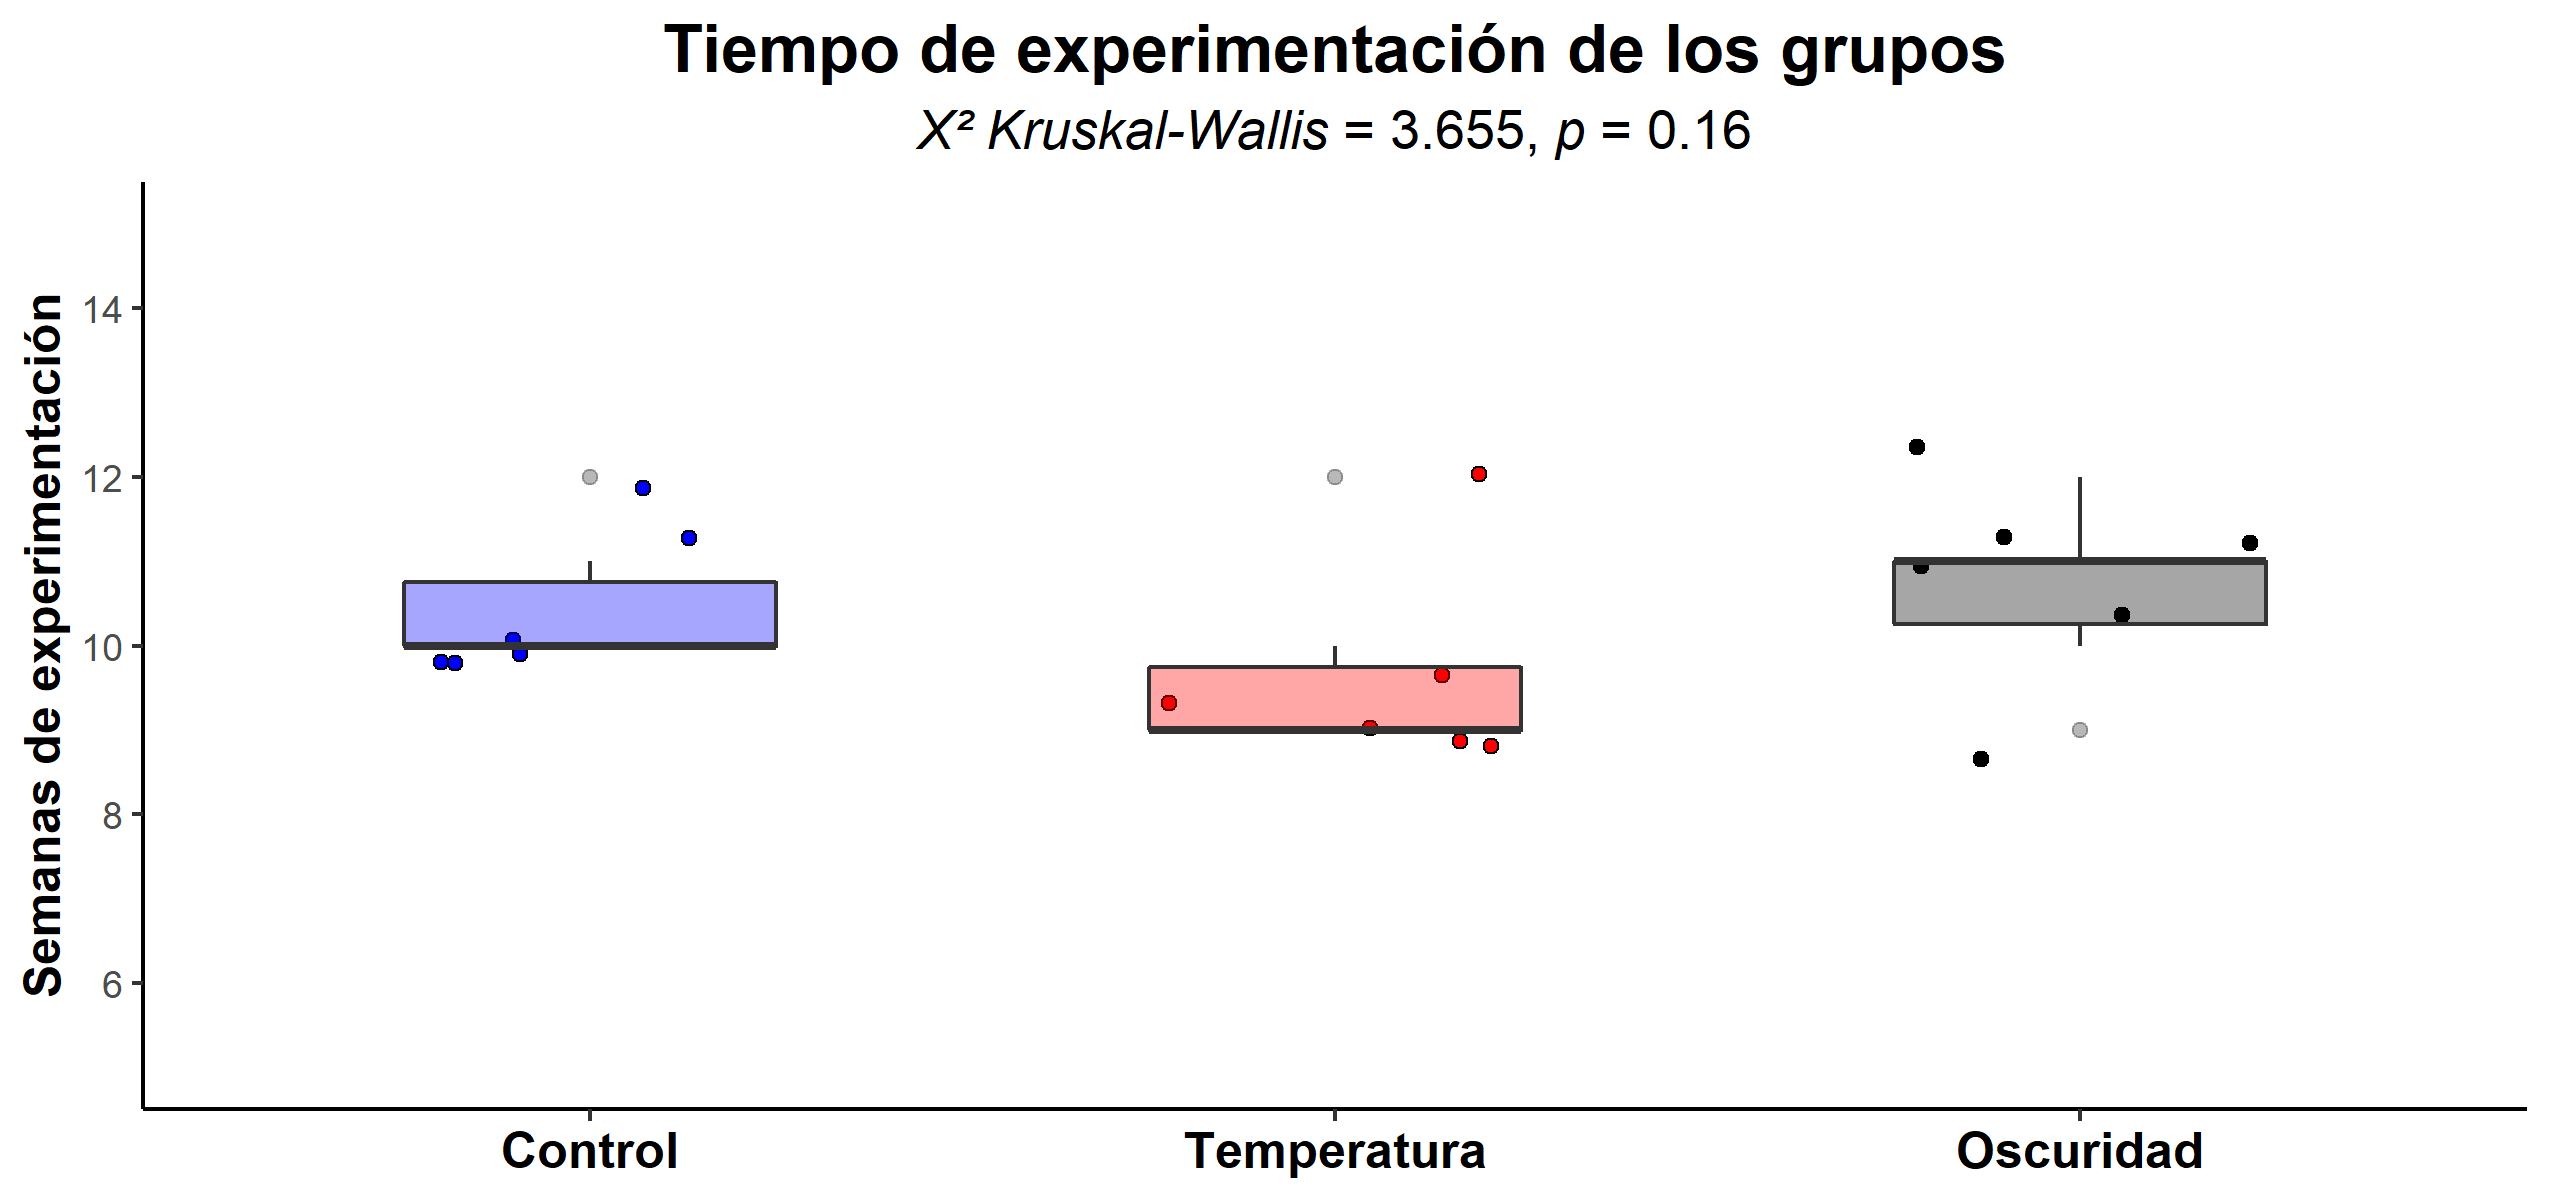 Tiempo de experimentación de los grupos
X² Kruskal-Wallis = 3.655, p = 0.16
Semanas de experimentación
14
12
10
8
6
Control
Temperatura
Oscuridad